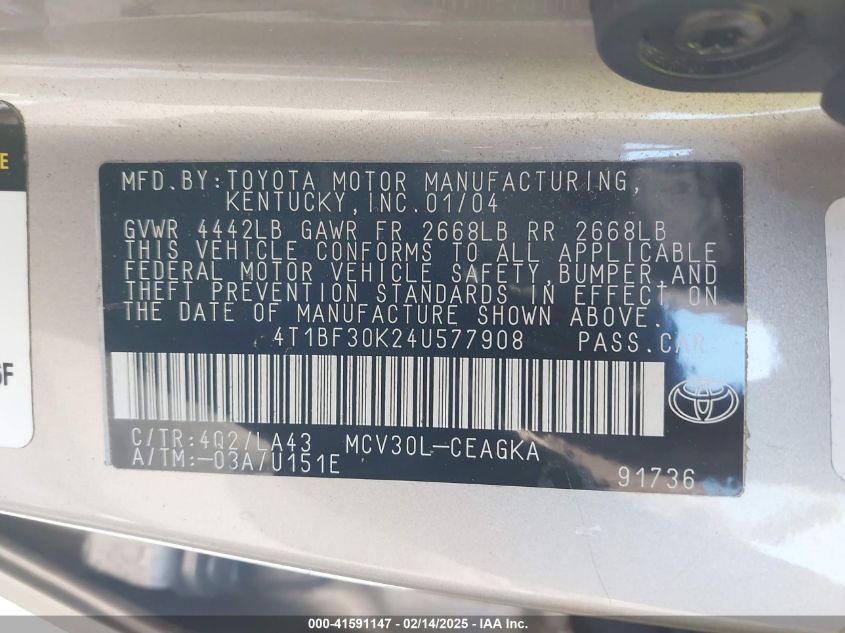 E
MFD.BY:TOYOTA MOTOR MANUFACTURING,
KENTUCKY,INC.01/04
GVWR 4442LB GAWR FR 2668LB RR 2668LB
THIS VEHICLE CONFORMS TO ALL APPLICABLE
FEDERAL MOTOR VEHICLE SAFETY,BUMPER,AND
THEFT PREVENTION STANDARDS IN EFFECT ON
THE DATE OF MANUFACTURE SHOWN ABOVE.
4T1BF30K24U577908 PASS.CAR
F
C/TR:4Q2/LA43 MCV30L-CEAGKA
A/TM:-03A/U151E
91736
000-41591147 - 02/14/2025 - IAA Inc.